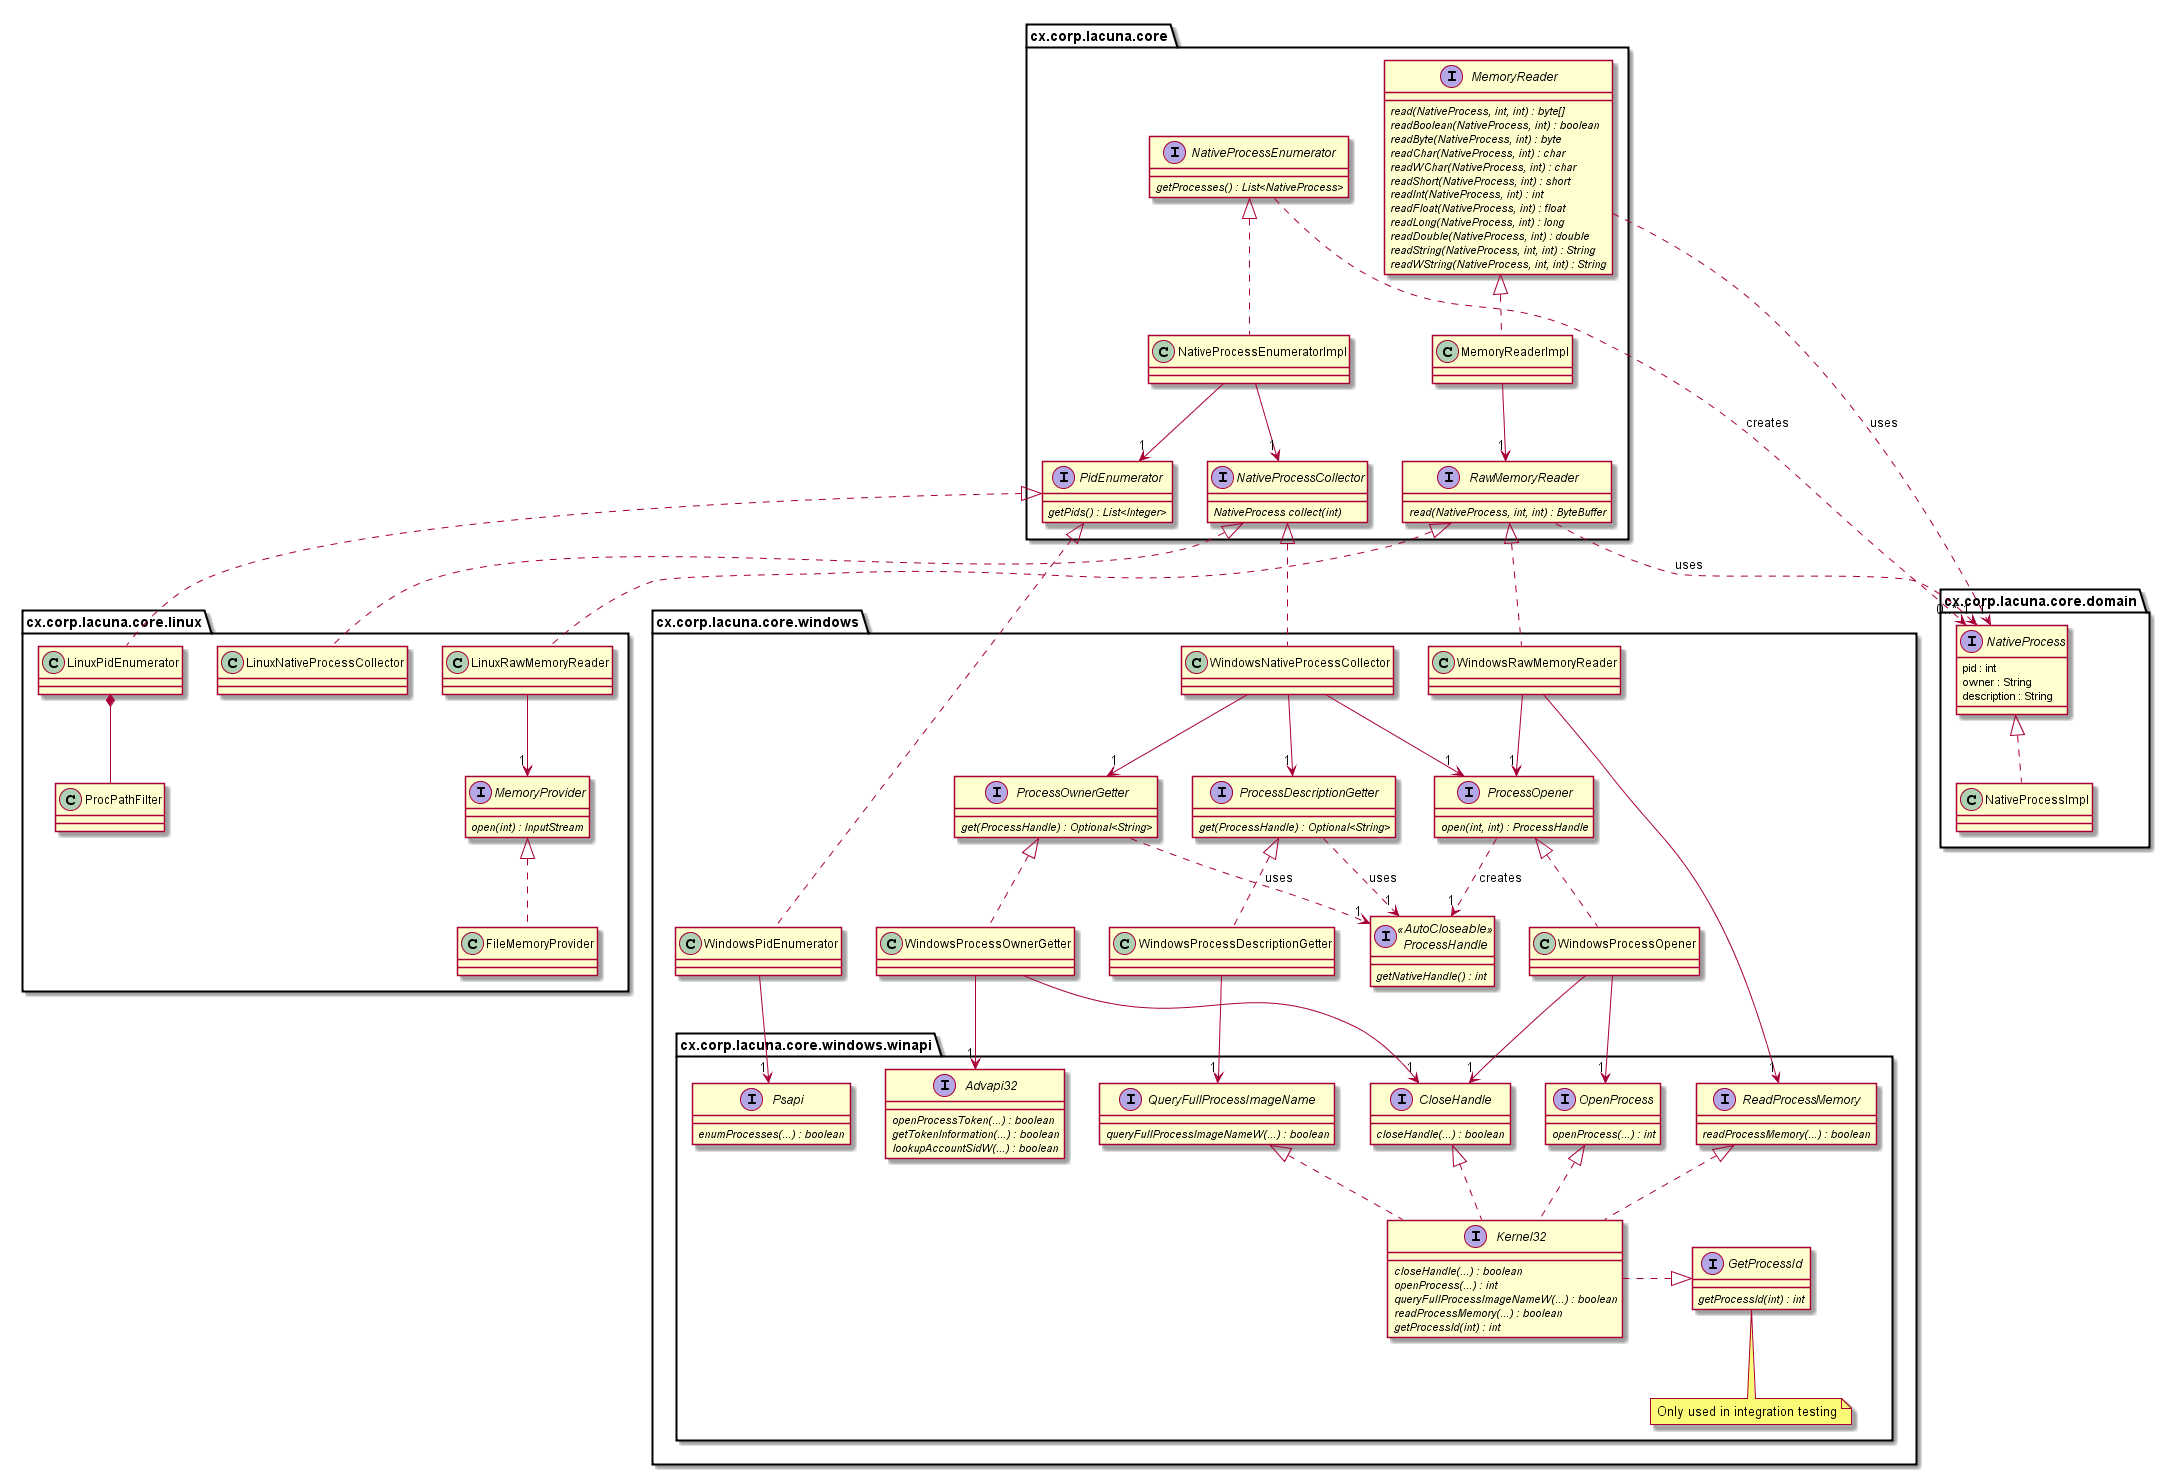 cx.corp.lacuna.core
I MemoryReader
read(NativeProcess, int, int) : byte[]
readBoolean(NativeProcess, int) : boolean
readByte(NativeProcess, int) : byte
readChar(NativeProcess, int) : char
readWChar(NativeProcess, int) : char
readShort(NativeProcess, int) : short
readInt(NativeProcess, int) : int
readFloat(NativeProcess, int) : float
readLong(NativeProcess, int) : long
readDouble(NativeProcess, int) : double
readString(NativeProcess, int, int) : String
readWString(NativeProcess, int, int) : String
I NativeProcessEnumerator
getProcesses() : List<NativeProcess>
C NativeProcessEnumeratorImpl
C MemoryReaderImpl
creates
uses
1
1
1
I PidEnumerator
getPids() : List<Integer>
I NativeProcessCollector
NativeProcess collect(int)
I RawMemoryReader
read(NativeProcess, int, int) : ByteBuffer
uses
cx.corp.lacuna.core.domain
I NativeProcess
pid : int
owner : String
description : String
C NativeProcessImpl
cx.corp.lacuna.core.linux
C LinuxPidEnumerator
C LinuxNativeProcessCollector
C LinuxRawMemoryReader
1
C ProcPathFilter
I MemoryProvider
open(int) : InputStream
C FileMemoryProvider
cx.corp.lacuna.core.windows
C WindowsNativeProcessCollector
C WindowsRawMemoryReader
1
1
1
1
I ProcessOwnerGetter
get(ProcessHandle) : Optional<String>
I ProcessDescriptionGetter
get(ProcessHandle) : Optional<String>
I ProcessOpener
open(int, int) : ProcessHandle
uses
uses
creates
1
1
1
C WindowsPidEnumerator
C WindowsProcessOwnerGetter
C WindowsProcessDescriptionGetter
I «AutoCloseable»
ProcessHandle
getNativeHandle() : int
C WindowsProcessOpener
cx.corp.lacuna.core.windows.winapi
1
1
1
1
1
1
1
I Psapi
enumProcesses(...) : boolean
I Advapi32
openProcessToken(...) : boolean
getTokenInformation(...) : boolean
lookupAccountSidW(...) : boolean
I QueryFullProcessImageName
queryFullProcessImageNameW(...) : boolean
I CloseHandle
closeHandle(...) : boolean
I OpenProcess
openProcess(...) : int
I ReadProcessMemory
readProcessMemory(...) : boolean
I Kernel32
closeHandle(...) : boolean
openProcess(...) : int
queryFullProcessImageNameW(...) : boolean
readProcessMemory(...) : boolean
getProcessId(int) : int
I GetProcessId
getProcessId(int) : int
Only used in integration testing